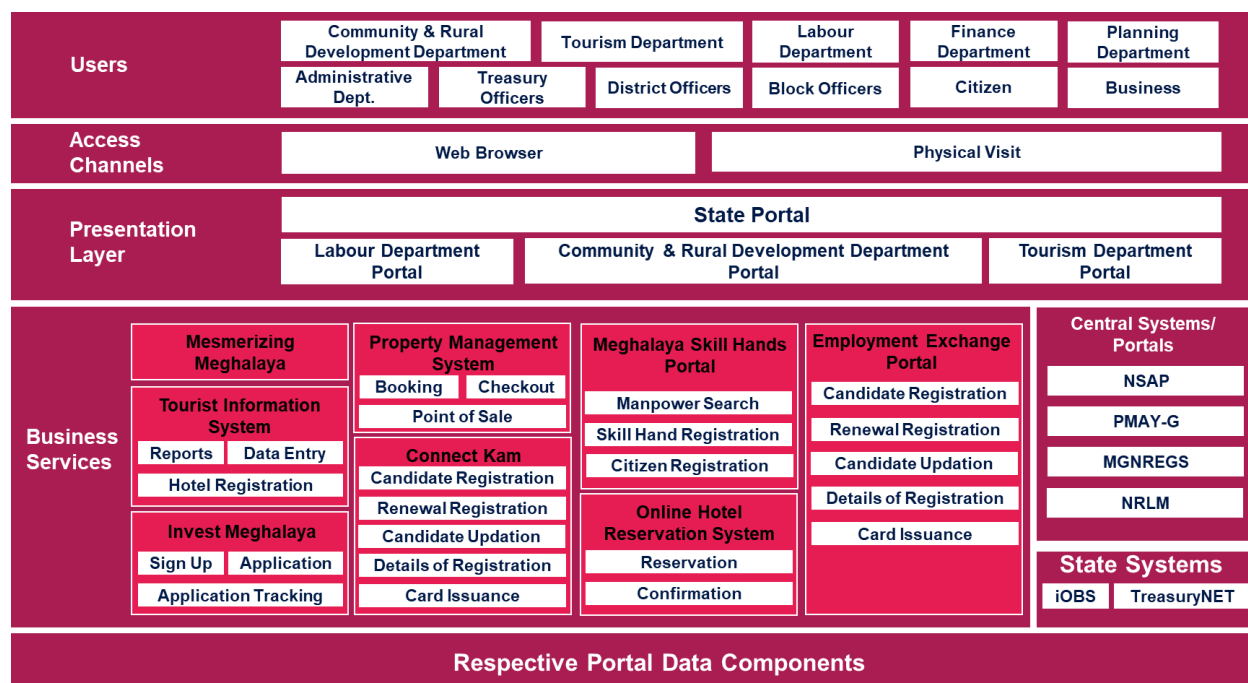 Users
Community & Rural
Development Department
Tourism Department
Labour
Department
Finance
Department
Planning
Department
Administrative
Dept.
Treasury
Officers
District Officers
Block Officers
Citizen
Business
Access
Channels
Web Browser
Physical Visit
Presentation
Layer
State Portal
Labour Department
Portal
Community & Rural Development Department
Portal
Tourism Department
Portal
Business
Services
Mesmerizing
Meghalaya
Tourist Information
System
Reports
Data Entry
Hotel Registration
Invest Meghalaya
Sign Up
Application
Application Tracking
Property Management
System
Booking
Checkout
Point of Sale
Connect Kam
Candidate Registration
Renewal Registration
Candidate Updation
Details of Registration
Card Issuance
Meghalaya Skill Hands
Portal
Manpower Search
Skill Hand Registration
Citizen Registration
Online Hotel
Reservation System
Reservation
Confirmation
Employment Exchange
Portal
Candidate Registration
Renewal Registration
Candidate Updation
Details of Registration
Card Issuance
Central Systems/
Portals
NSAP
PMAY-G
MGNREGS
NRLM
State Systems
iOBS
TreasuryNET
Respective Portal Data Components